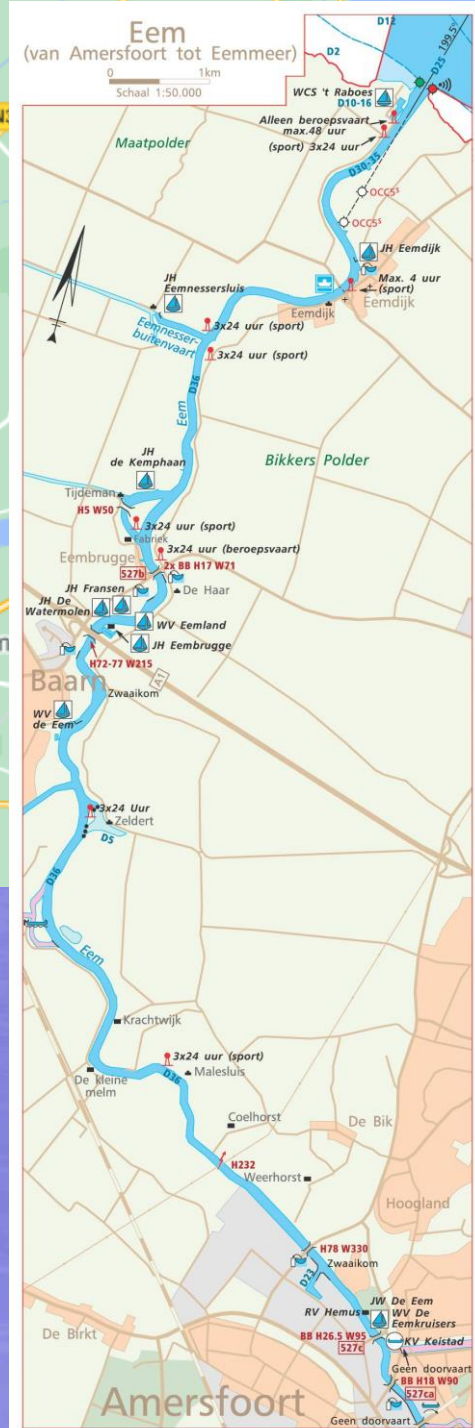 Eem
(van Amersfoort tot Eemmeer)
0 1km
Schaal 1:50.000
D12
D2
D25
199.5°
WCS 't Raboes
D10-16
Alleen beroepsvaart
max.48 uur
(sport) 3x24 uur
Maatpolder
D30-35
OCC5s
OCC5s
JH Eemdijk
Max. 4 uur
(sport)
Eemdijk
Eemdijk
JH
Eemnessersluis
3x24 uur (sport)
Eemnesser-
buitenvaart
3x24 uur (sport)
D36
Eem
JH
de Kemphaan
Bikkers Polder
Tijdeman
H5 W50
3x24 uur (sport)
Fabriek
3x24 uur (beroepsvaart)
Eembrugge
527b
2x BB H17 W71
JH Fransen
De Haar
JH De
Watermolen
WV Eemland
JH Eembrugge
H72-77 W215
A1
Baarn
Zwaaikom
WV
de Eem
3x24 Uur
Zeldert
D5
D36
Eem
Krachtwijk
3x24 uur (sport)
De kleine
melm
D36
Malesluis
Coelhorst
De Bik
H232
Weerhorst
Hoogland
H78 W330
Zwaaikom
D23
RV Hemus
JW De Eem
WV De
Eemkruisers
De Birkt
BB H26.5 W95
527c
KV Keistad
Geen doorvaart
BB H18 W90
527ca
Amersfoort
Geen doorvaart